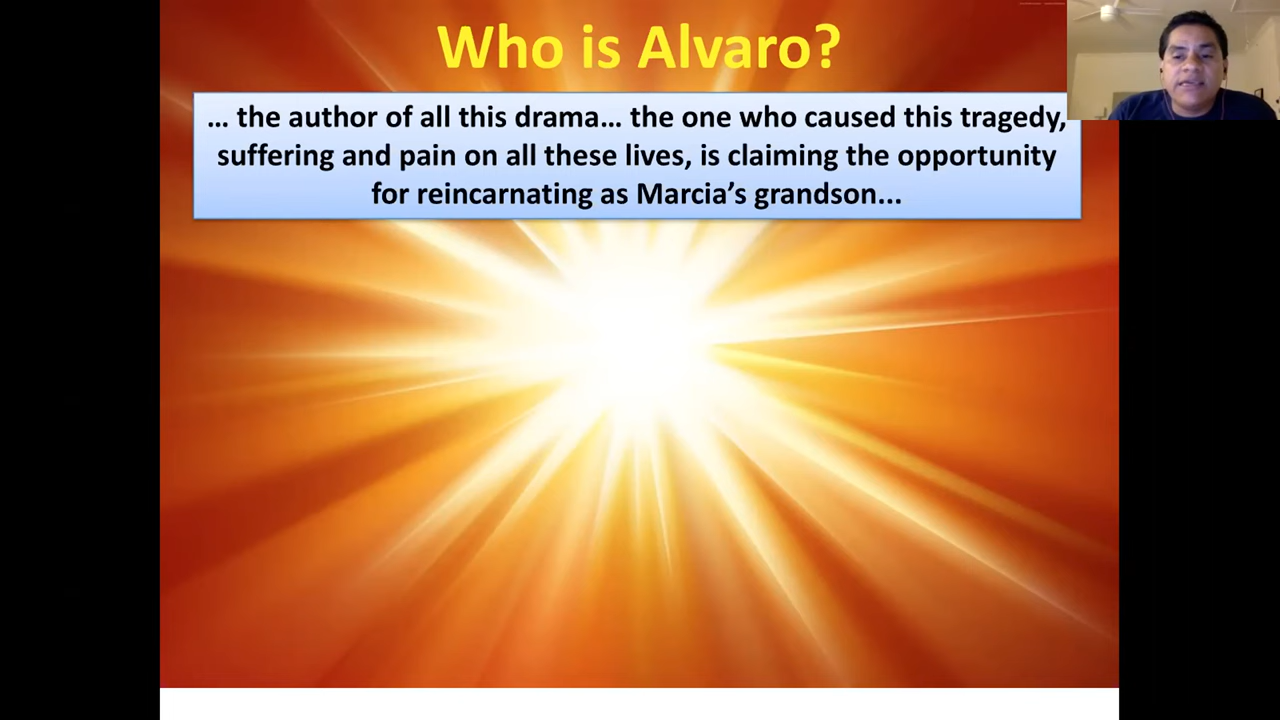 Who is Alvaro?
… the author of all this drama… the one who caused this tragedy,
suffering and pain on all these lives, is claiming the opportunity
for reincarnating as Marcia’s grandson...